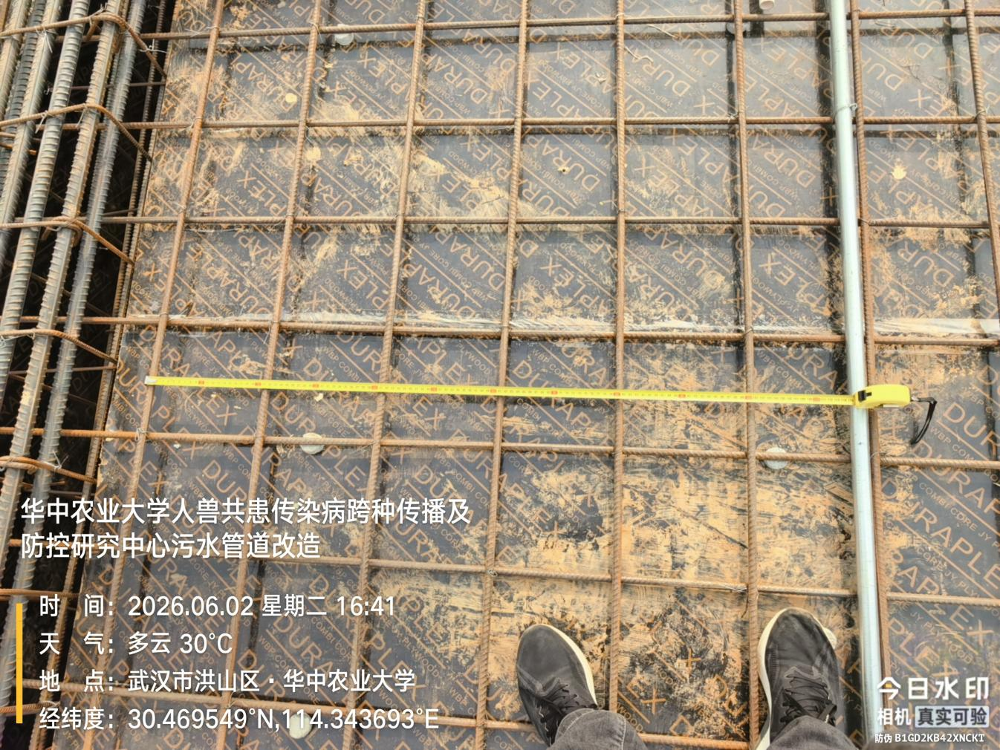 DURAPLEX
华中农业大学人兽共患传染病跨种传播及
防控研究中心污水管道改造
时 间：2026.06.02 星期二 16:41
天 气：多云 30℃
地 点：武汉市洪山区·华中农业大学
经纬度：30.469549°N,114.343693°E
今日水印
相机 真实可验
防伪 B1GD2KB42XNCKT